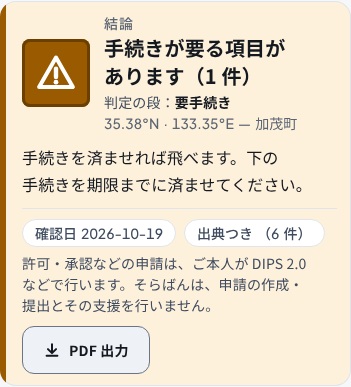 結論
手続きが要る項目が
あります（1 件）
判定の段：要手続き
35.38°N · 133.35°E — 加茂町
手続きを済ませれば飛べます。下の
手続きを期限までに済ませてください。
確認日 2026-10-19 出典つき （6 件）
許可・承認などの申請は、ご本人が DIPS 2.0
などで行います。そらばんは、申請の作成・
提出とその支援を行いません。
PDF 出力